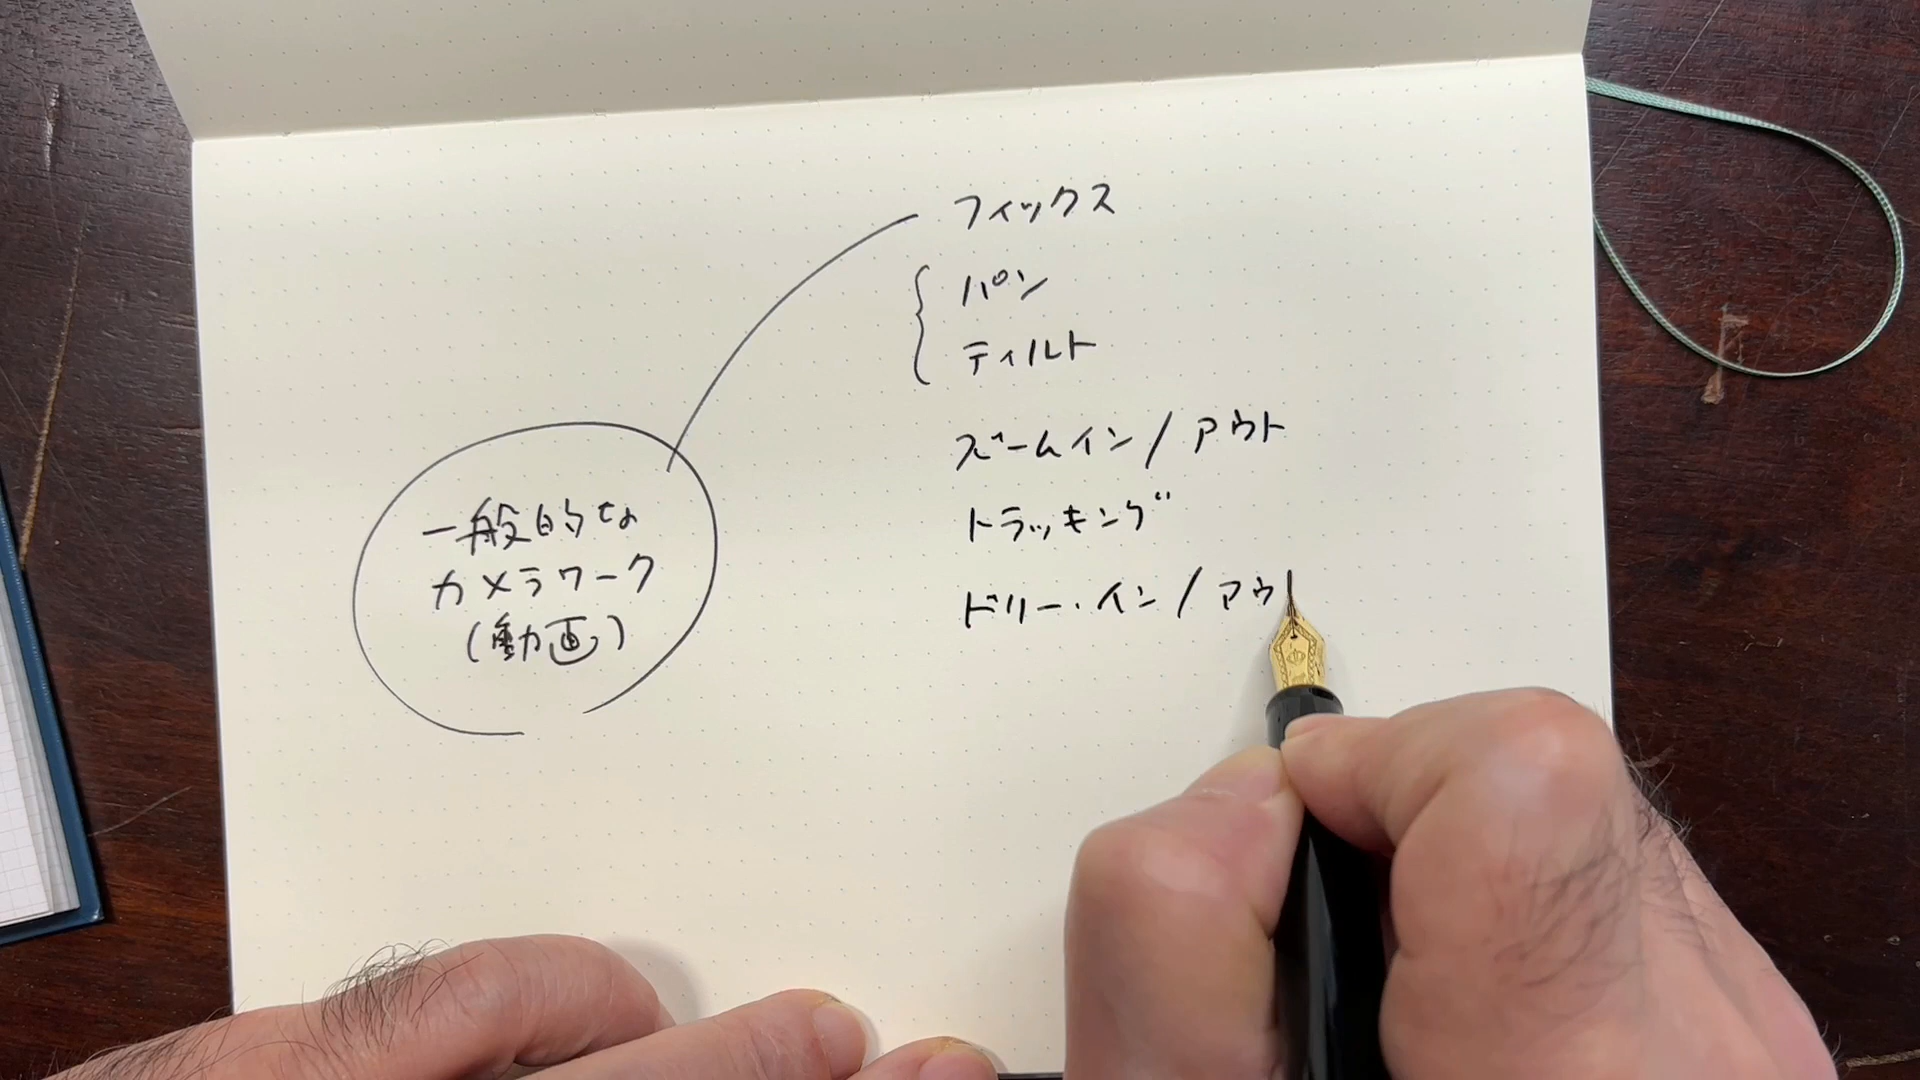 フィックス
パン
ティルト
ズームイン/アウト
トラッキング
ドリー・イン/アウ
一般的な
カメラワーク
(動画)